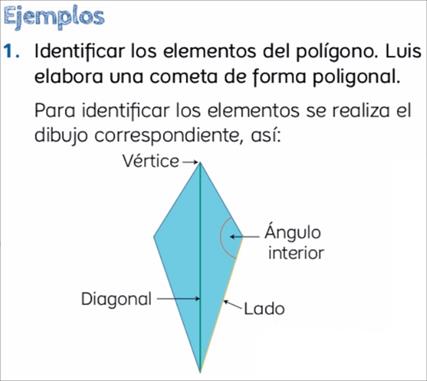 Ejemplos
1. Identificar los elementos del polígono. Luis
elabora una cometa de forma poligonal.
Para identificar los elementos se realiza el
dibujo correspondiente, así:
Vértice
Ángulo
interior
Diagonal
Lado